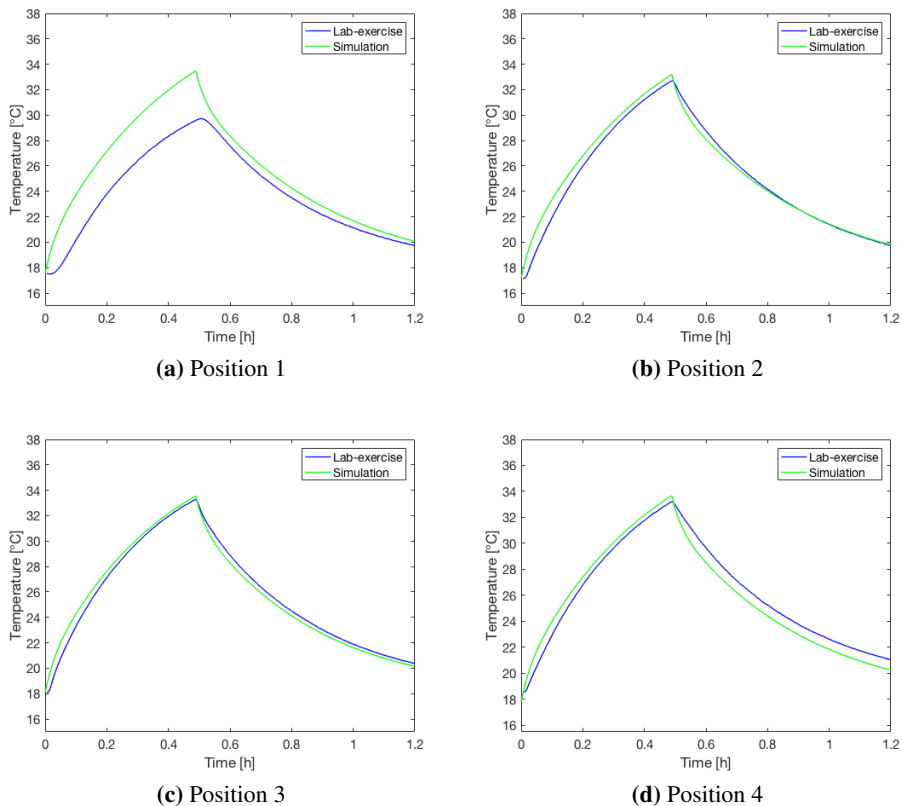 38
36
34
32
30
28
26
24
22
20
18
16
Temperature [°C]
Lab-exercise
Simulation
0 0.2 0.4 0.6 0.8 1 1.2
Time [h]
(a) Position 1
38
36
34
32
30
28
26
24
22
20
18
16
Temperature [°C]
Lab-exercise
Simulation
0 0.2 0.4 0.6 0.8 1 1.2
Time [h]
(b) Position 2
38
36
34
32
30
28
26
24
22
20
18
16
Temperature [°C]
Lab-exercise
Simulation
0 0.2 0.4 0.6 0.8 1 1.2
Time [h]
(c) Position 3
38
36
34
32
30
28
26
24
22
20
18
16
Temperature [°C]
Lab-exercise
Simulation
0 0.2 0.4 0.6 0.8 1 1.2
Time [h]
(d) Position 4